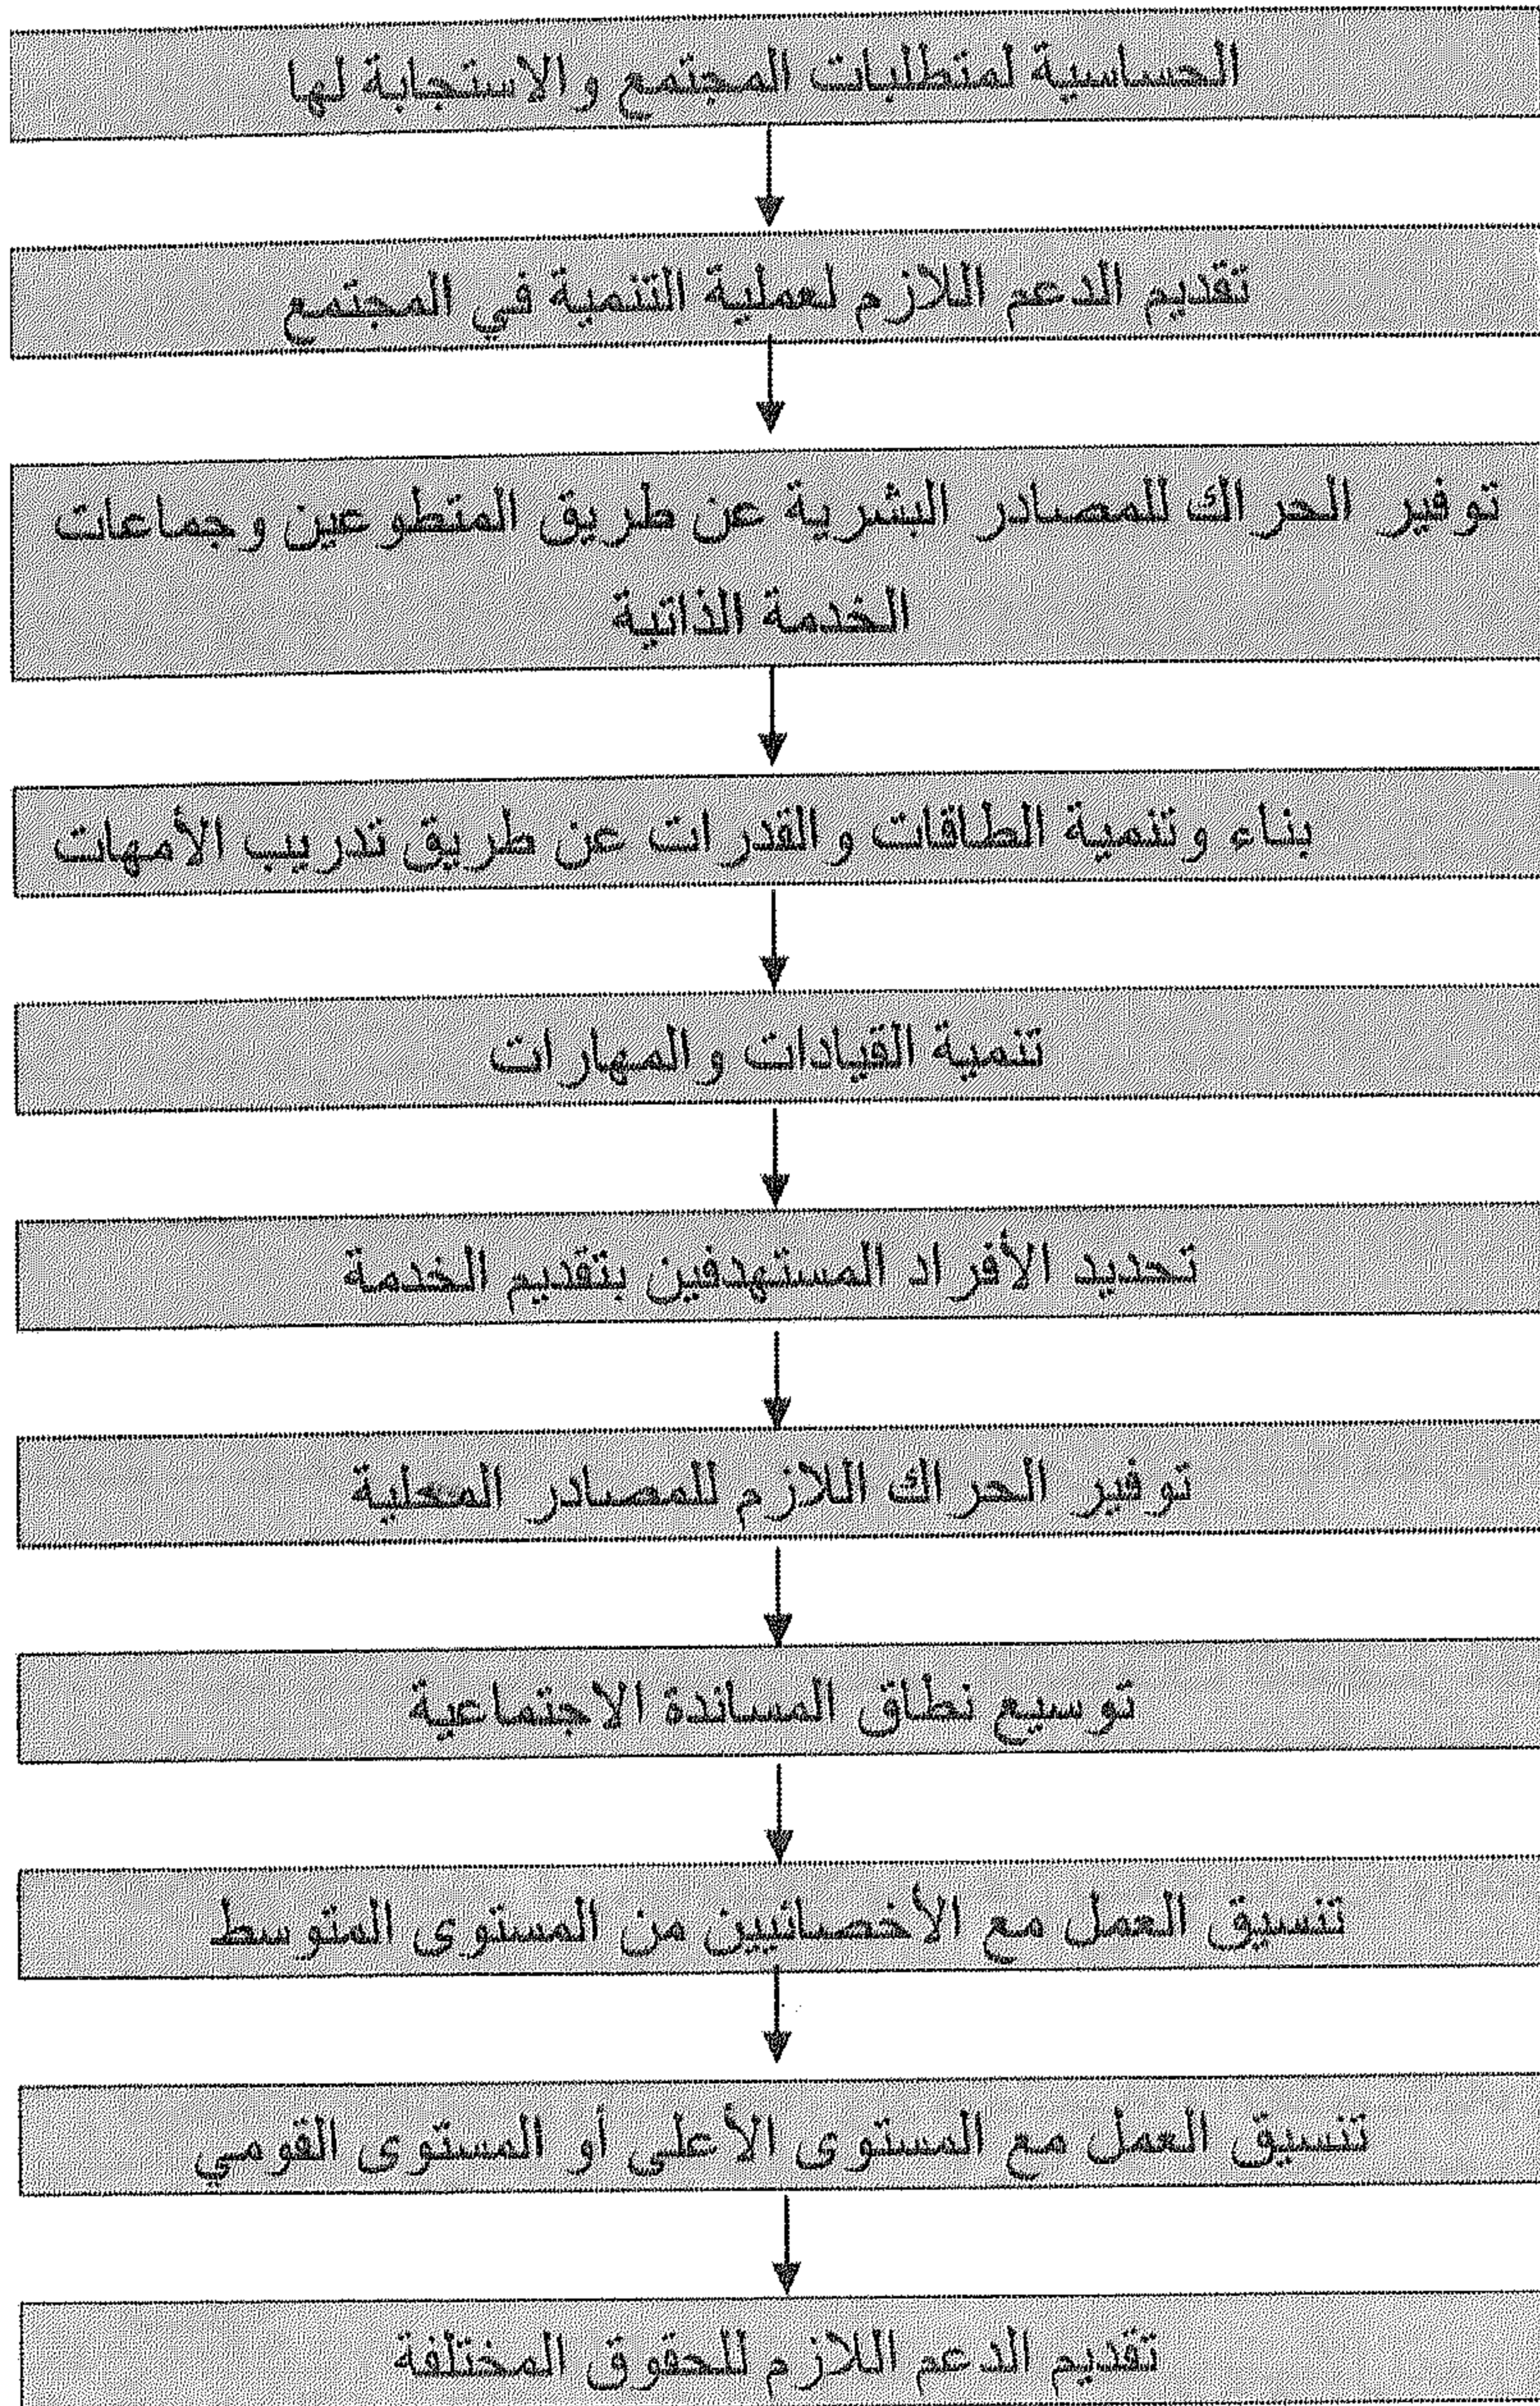 الحساسية لمتطلبات المجتمع والاستجابة لها
تقديم الدعم اللازم لعملية التنمية في المجتمع
توفير الحراك للمصادر البشرية عن طريق المتطوعين وجماعات
الخدمة الذاتية
بناء وتنمية الطاقات والقدرات عن طريق تدريب الأمهات
تنمية القيادات والمهارات
تحديد الأفراد المستهدفين بتقديم الخدمة
توفير الحراك اللازم للمصادر المحلية
توسيع نطاق المساندة الاجتماعية
تنسيق العمل مع الأخصائيين من المستوى المتوسط
تنسيق العمل مع المستوى الأعلى أو المستوى القومي
تقديم الدعم اللازم للحقوق المختلفة